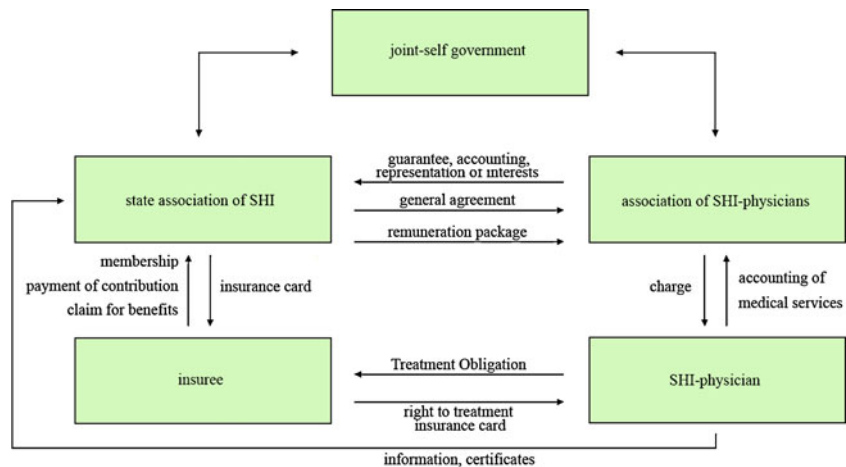 joint-self government
guarantee, accounting,
representation of interests
state association of SHI
general agreement
association of SHI-physicians
remuneration package
membership
payment of contribution
claim for benefits
insurance card
charge
accounting of
medical services
Treatment Obligation
insuree
SHI-physician
right to treatment
insurance card
information, certificates